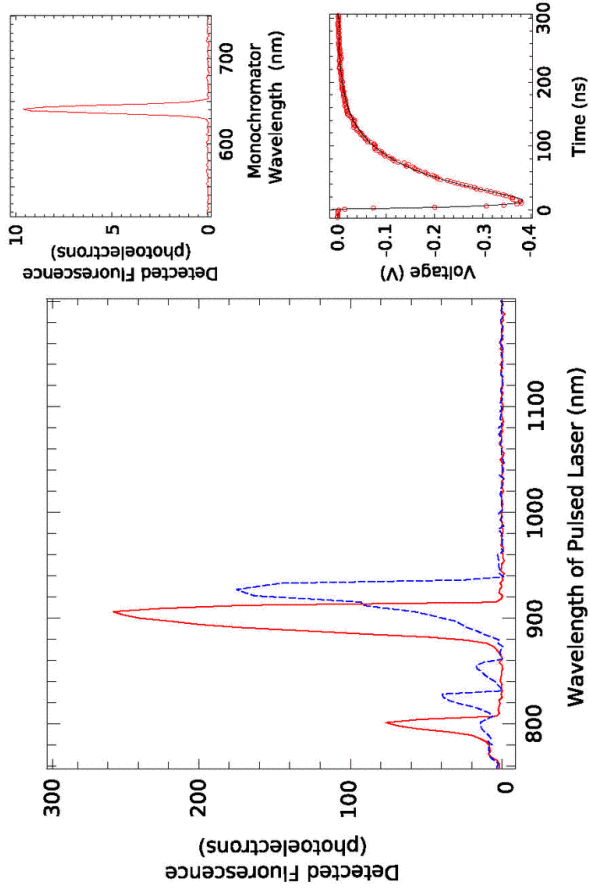 Detected Fluorescence
(photoelectrons)
300
200
100
0
800
900
1000
1100
Wavelength of Pulsed Laser (nm)
Detected Fluorescence
(photoelectrons)
10
5
0
600
700
Monochromator
Wavelength (nm)
Voltage (V)
0.0
-0.1
-0.2
-0.3
-0.4
0
100
200
300
Time (ns)